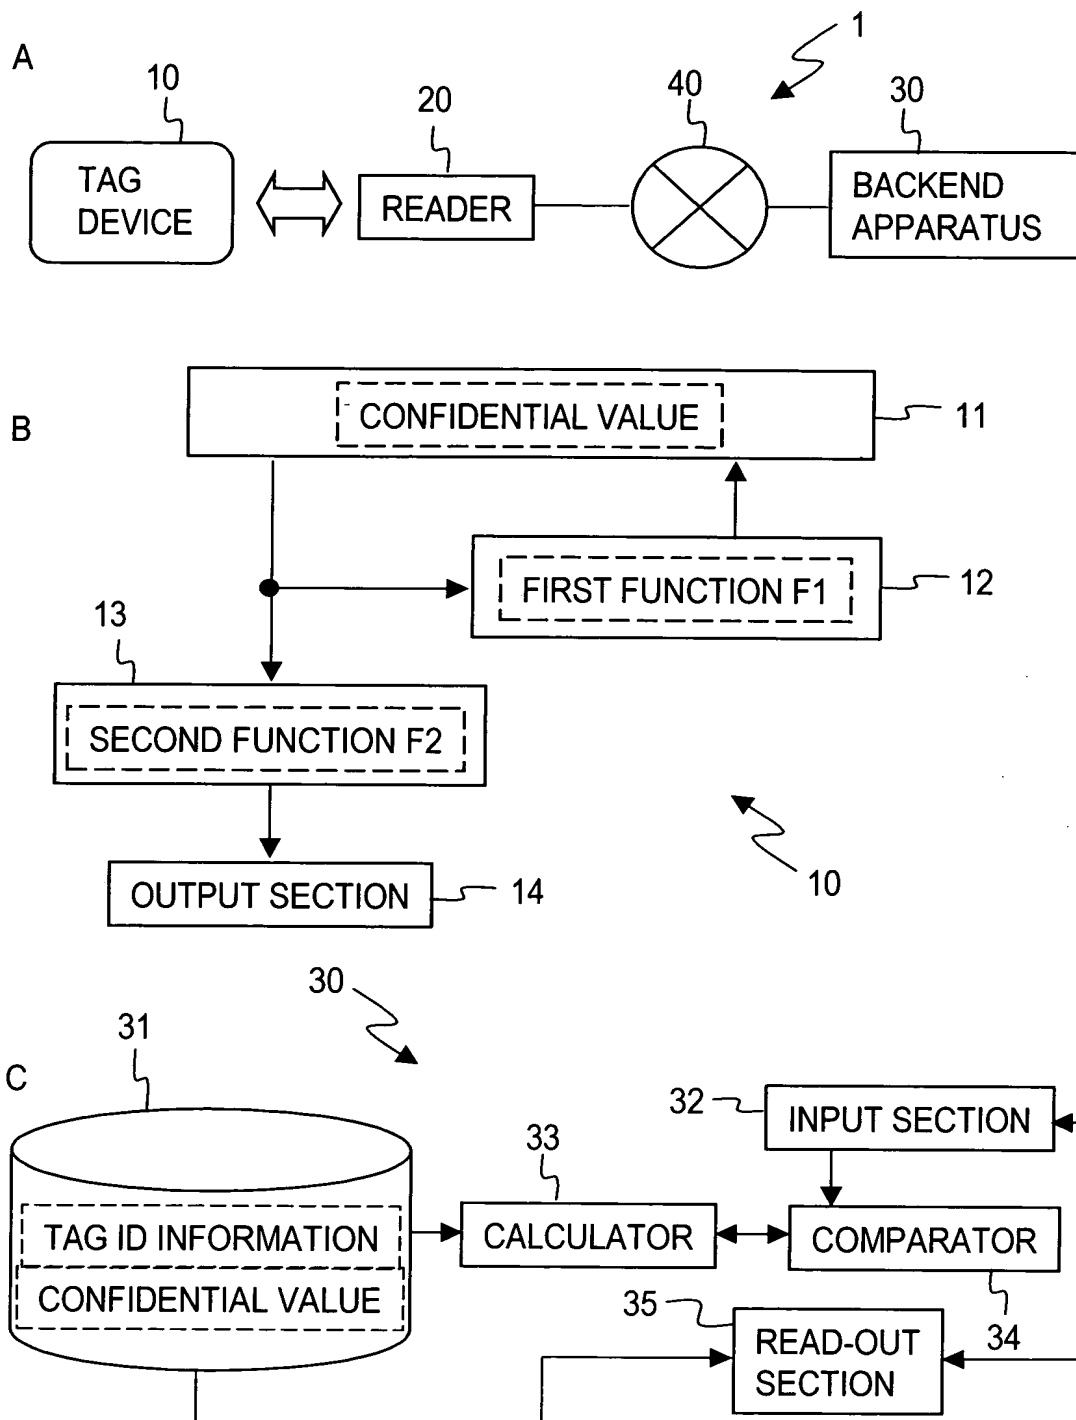 A
1
10
20
40
30
TAG
DEVICE
READER
BACKEND
APPARATUS
B
CONFIDENTIAL VALUE
11
FIRST FUNCTION F1
12
13
SECOND FUNCTION F2
OUTPUT SECTION
14
10
30
C
31
32
INPUT SECTION
33
TAG ID INFORMATION
CALCULATOR
COMPARATOR
CONFIDENTIAL VALUE
35
READ-OUT
SECTION
34